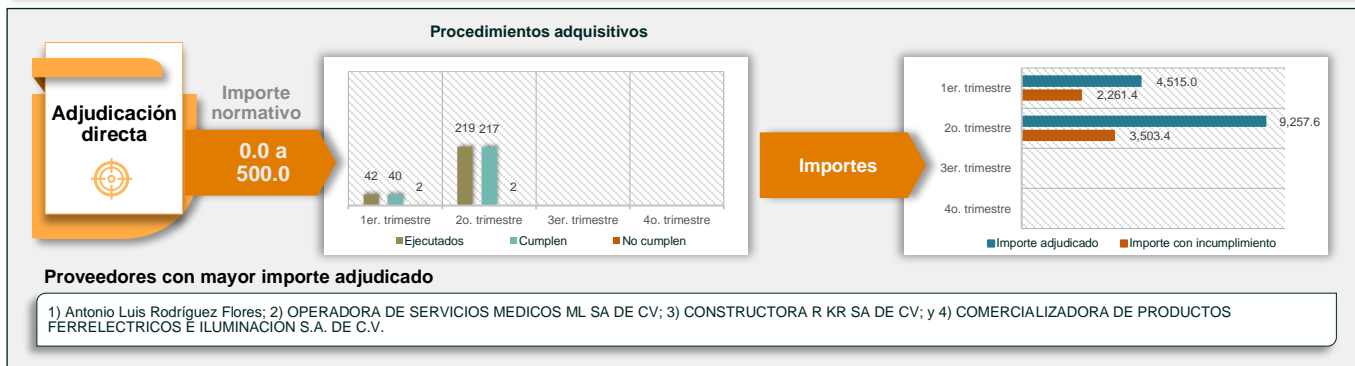 Procedimientos adquisitivos
Adjudicación
directa
Importe
normativo
0.0 a
500.0
42 40 2
219 217 2
1er. trimestre 2o. trimestre 3er. trimestre 4o. trimestre
Ejecutados Cumplen No cumplen
Importes
1er. trimestre 4,515.0
2,261.4
2o. trimestre 9,257.6
3,503.4
3er. trimestre
4o. trimestre
Importe adjudicado Importe con incumplimiento
Proveedores con mayor importe adjudicado
1) Antonio Luis Rodríguez Flores; 2) OPERADORA DE SERVICIOS MEDICOS ML SA DE CV; 3) CONSTRUCTORA R KR SA DE CV; y 4) COMERCIALIZADORA DE PRODUCTOS
FERRELECTRICOS E ILUMINACION S.A. DE C.V.